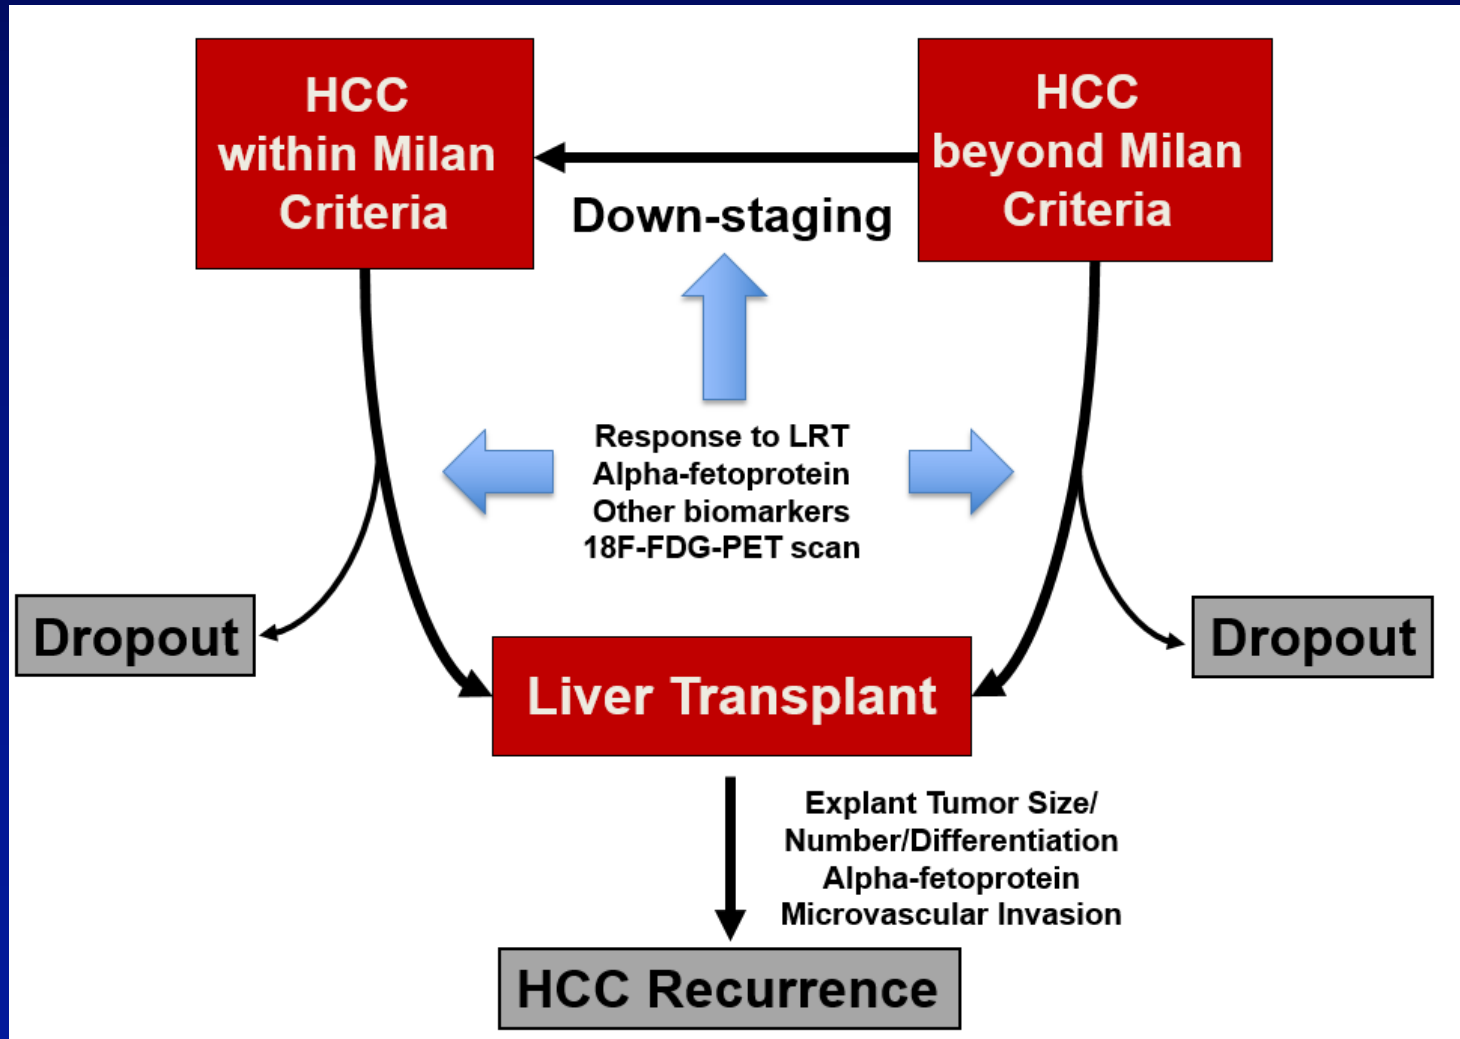 HCC
within Milan
Criteria
HCC
beyond Milan
Criteria
Down-staging
Response to LRT
Alpha-fetoprotein
Other biomarkers
18F-FDG-PET scan
Dropout
Dropout
Liver Transplant
Explant Tumor Size/
Number/Differentiation
Alpha-fetoprotein
Microvascular Invasion
HCC Recurrence